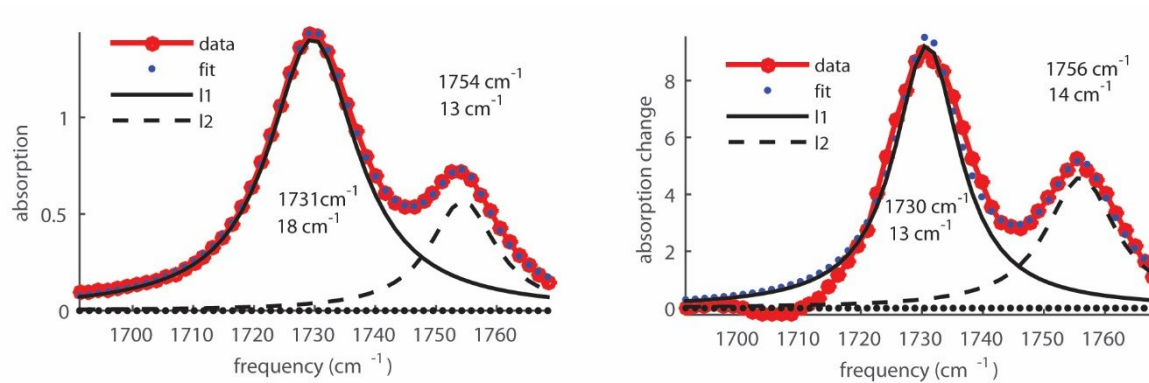 data
fit
l1
l2
1754 cm-1
13 cm-1
1731cm-1
18 cm-1
absorption
1
0.5
0
1700 1710 1720 1730 1740 1750 1760
frequency (cm -1)
data
fit
l1
l2
1756 cm-1
14 cm-1
1730 cm-1
13 cm-1
absorption change
8
6
4
2
0
1700 1710 1720 1730 1740 1750 1760
frequency (cm -1)